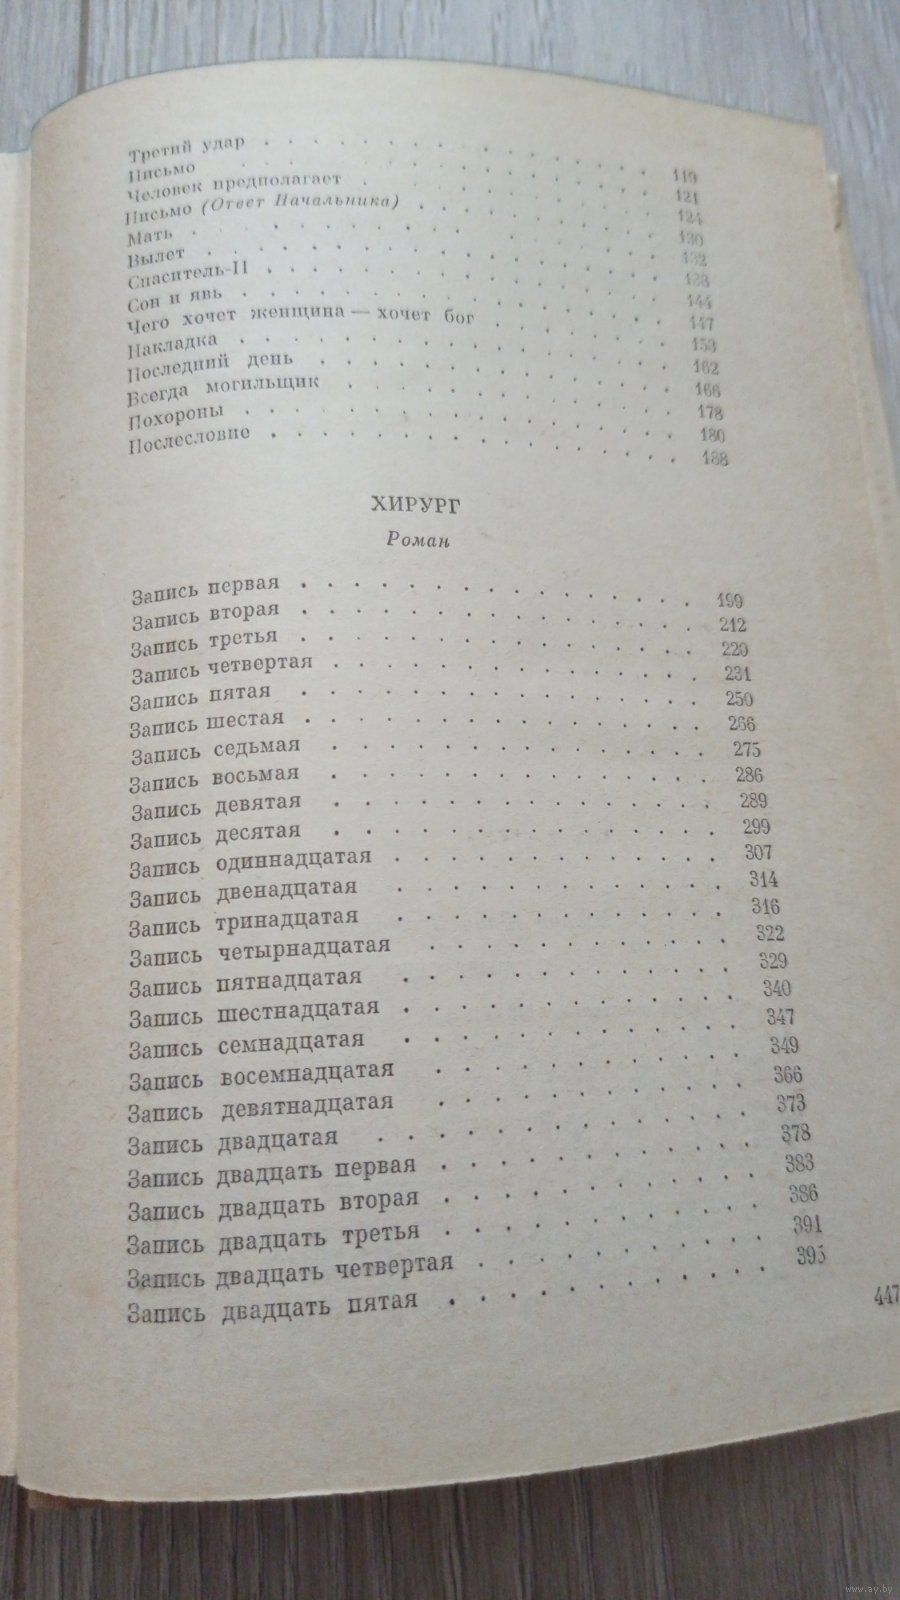 Третий удар . . . . . . . . . . . . 119
Письмо . . . . . . . . . . . . 121
Человек предполагает . . . . . . . . . 124
Письмо (Ответ Начальника) . . . . . . . . 130
Мать . . . . . . . . . . . . 132
Вылет . . . . . . . . . . . . 138
Спаситель-II . . . . . . . . . . . . 144
Сон и явь . . . . . . . . . . . . 147
Чего хочет женщина — хочет бог . . . . . . 153
Накладка . . . . . . . . . . . . 162
Последний день . . . . . . . . . . . 166
Всегда могильщик . . . . . . . . . . 178
Похороны . . . . . . . . . . . . 180
Послесловие . . . . . . . . . . . . 188
ХИРУРГ
Роман
Запись первая . . . . . . . . . . . . 199
Запись вторая . . . . . . . . . . . . 212
Запись третья . . . . . . . . . . . . 220
Запись четвертая . . . . . . . . . . . . 231
Запись пятая . . . . . . . . . . . . 250
Запись шестая . . . . . . . . . . . . 266
Запись седьмая . . . . . . . . . . . . 275
Запись восьмая . . . . . . . . . . . . 286
Запись девятая . . . . . . . . . . . . 289
Запись десятая . . . . . . . . . . . . 299
Запись одиннадцатая . . . . . . . . . . . 307
Запись двенадцатая . . . . . . . . . . . 314
Запись тринадцатая . . . . . . . . . . . 316
Запись четырнадцатая . . . . . . . . . . 322
Запись пятнадцатая . . . . . . . . . . . 329
Запись шестнадцатая . . . . . . . . . . . 340
Запись семнадцатая . . . . . . . . . . . 347
Запись восемнадцатая . . . . . . . . . . 349
Запись девятнадцатая . . . . . . . . . . 366
Запись двадцатая . . . . . . . . . . . . 373
Запись двадцать первая . . . . . . . . . . 378
Запись двадцать вторая . . . . . . . . . . 383
Запись двадцать третья . . . . . . . . . . 386
Запись двадцать четвертая . . . . . . . . . 391
Запись двадцать пятая . . . . . . . . . . 395
447
www.ay.by